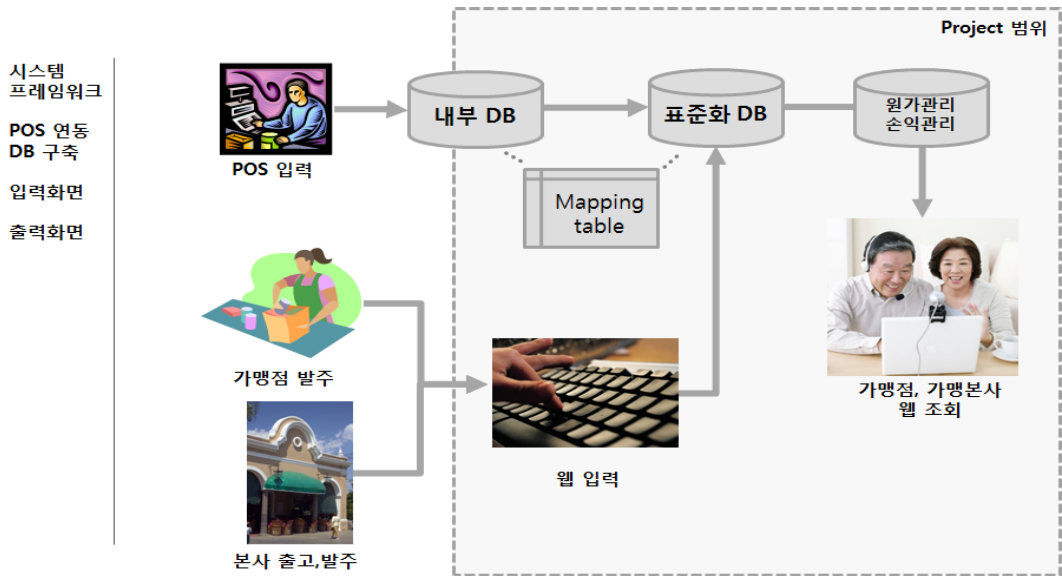 Project 범위
시스템
프레임워크
POS 연동
DB 구축
입력화면
출력화면
POS 입력
내부 DB
표준화 DB
원가관리
손익관리
Mapping
table
가맹점 발주
본사 출고,발주
웹 입력
가맹점, 가맹본사
웹 조회